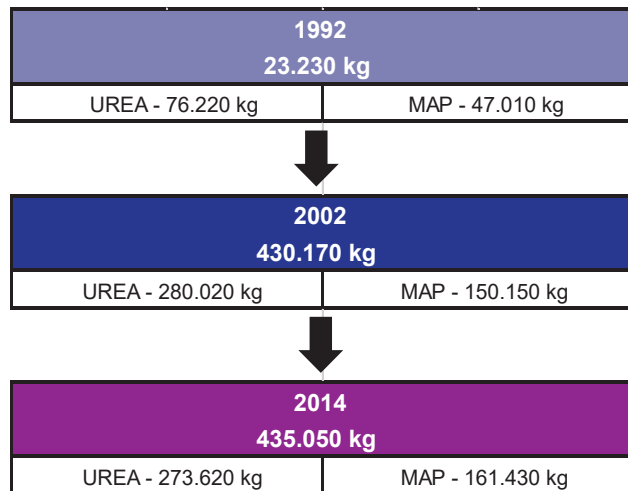 1992
23.230 kg
UREA - 76.220 kg MAP - 47.010 kg
2002
430.170 kg
UREA - 280.020 kg MAP - 150.150 kg
2014
435.050 kg
UREA - 273.620 kg MAP - 161.430 kg